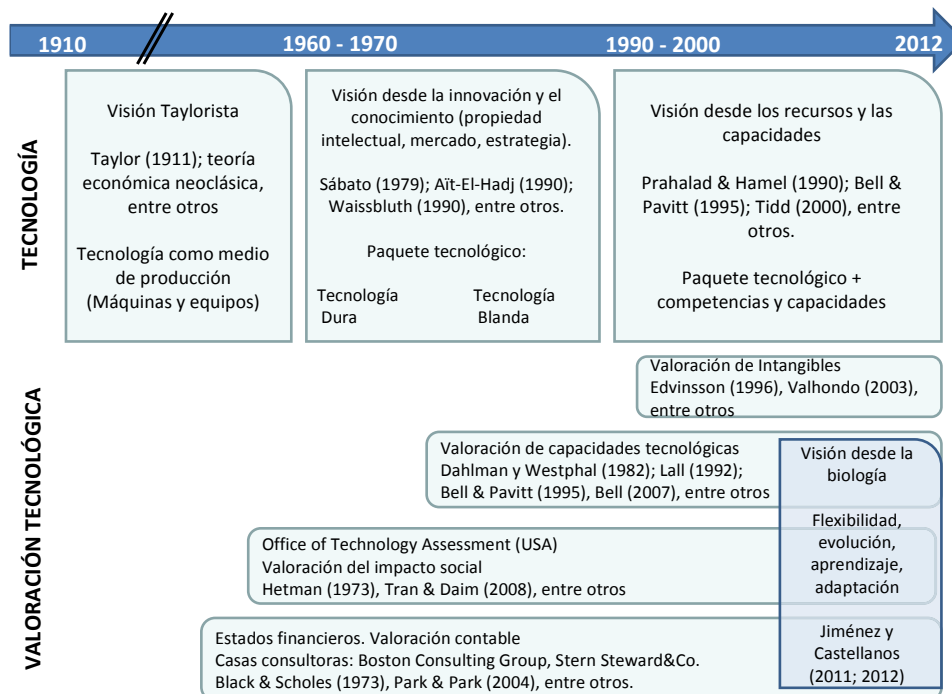 1910
1960 - 1970
1990 - 2000
2012
TECNOLOGÍA
Visión Taylorista
Taylor (1911); teoría
económica neoclásica,
entre otros
Tecnología como medio
de producción
(Máquinas y equipos)
Visión desde la innovación y el
conocimiento (propiedad
intelectual, mercado, estrategia).
Sábato (1979); Aït-El-Hadj (1990);
Waissbluth (1990), entre otros.
Paquete tecnológico:
Tecnología
Dura
Tecnología
Blanda
Visión desde los recursos y las
capacidades
Prahalad & Hamel (1990); Bell &
Pavitt (1995); Tidd (2000), entre
otros.
Paquete tecnológico +
competencias y capacidades
VALORACIÓN TECNOLÓGICA
Valoración de Intangibles
Edvinsson (1996), Valhondo (2003),
entre otros
Valoración de capacidades tecnológicas
Dahlman y Westphal (1982); Lall (1992);
Bell & Pavitt (1995), Bell (2007), entre otros
Office of Technology Assessment (USA)
Valoración del impacto social
Hetman (1973), Tran & Daim (2008), entre otros
Estados financieros. Valoración contable
Casas consultoras: Boston Consulting Group, Stern Steward&Co.
Black & Scholes (1973), Park & Park (2004), entre otros.
Visión desde la
biología
Flexibilidad,
evolución,
aprendizaje,
adaptación
Jiménez y
Castellanos
(2011; 2012)